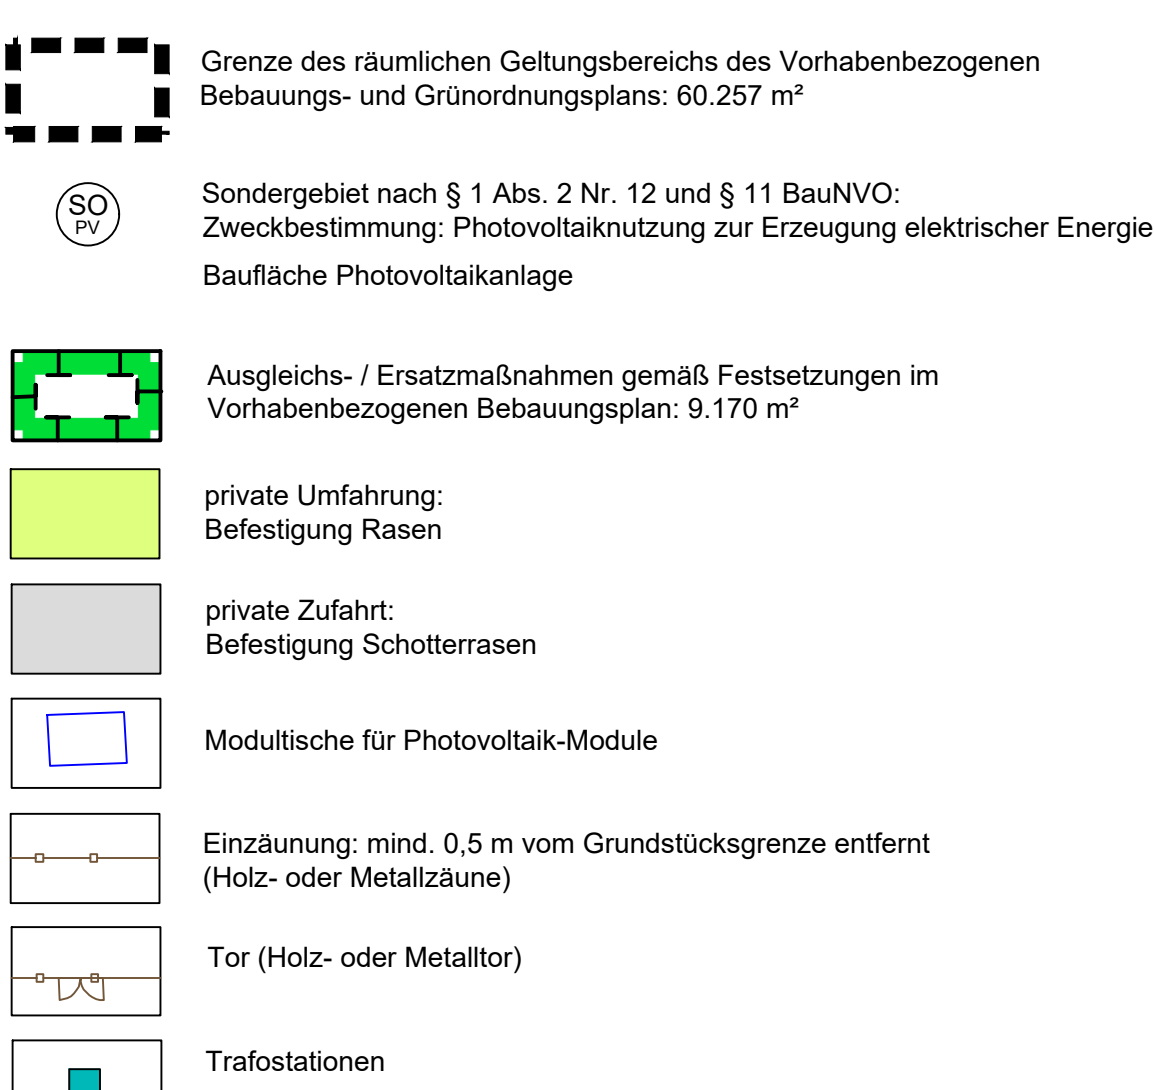 Grenze des räumlichen Geltungsbereichs des Vorhabenbezogenen
Bebauungs- und Grünordnungsplans: 60.257 m²
SO
PV
Sondergebiet nach § 1 Abs. 2 Nr. 12 und § 11 BauNVO:
Zweckbestimmung: Photovoltaiknutzung zur Erzeugung elektrischer Energie
Baufläche Photovoltaikanlage
Ausgleichs- / Ersatzmaßnahmen gemäß Festsetzungen im
Vorhabenbezogenen Bebauungsplan: 9.170 m²
private Umfahrung:
Befestigung Rasen
private Zufahrt:
Befestigung Schotterrasen
Modultische für Photovoltaik-Module
Einzäunung: mind. 0,5 m vom Grundstücksgrenze entfernt
(Holz- oder Metallzäune)
Tor (Holz- oder Metalltor)
Trafostationen